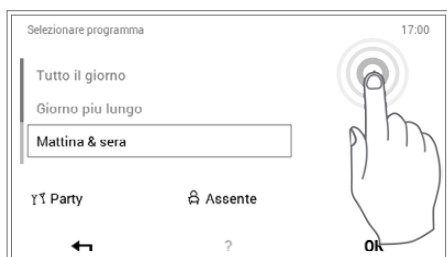 Selezionare programma 17:00
Tutto il giorno
Giorno piu lungo
Mattina & sera
Party Assente
? OK